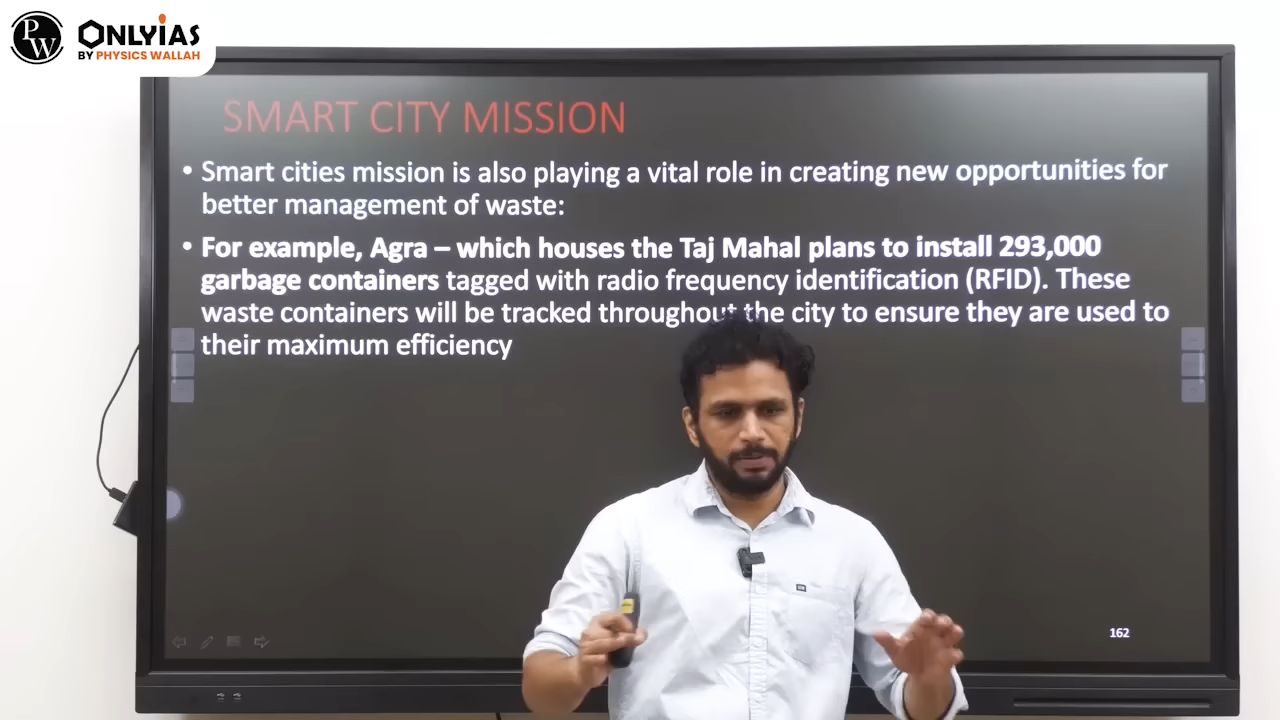 PW
ONLYIAS
BY PHYSICS WALLAH
SMART CITY MISSION
• Smart cities mission is also playing a vital role in creating new opportunities for
better management of waste:
• For example, Agra – which houses the Taj Mahal plans to install 293,000
garbage containers tagged with radio frequency identification (RFID). These
waste containers will be tracked throughout the city to ensure they are used to
their maximum efficiency
162